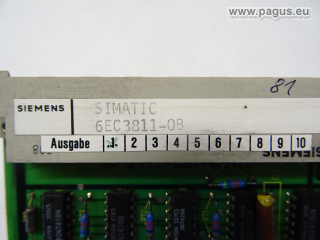 www.pagus.eu
81
SIEMENS SIMATIC
6EC3811-0B
Ausgabe 1 2 3 4 5 6 7 8 9 10
SIEMENS